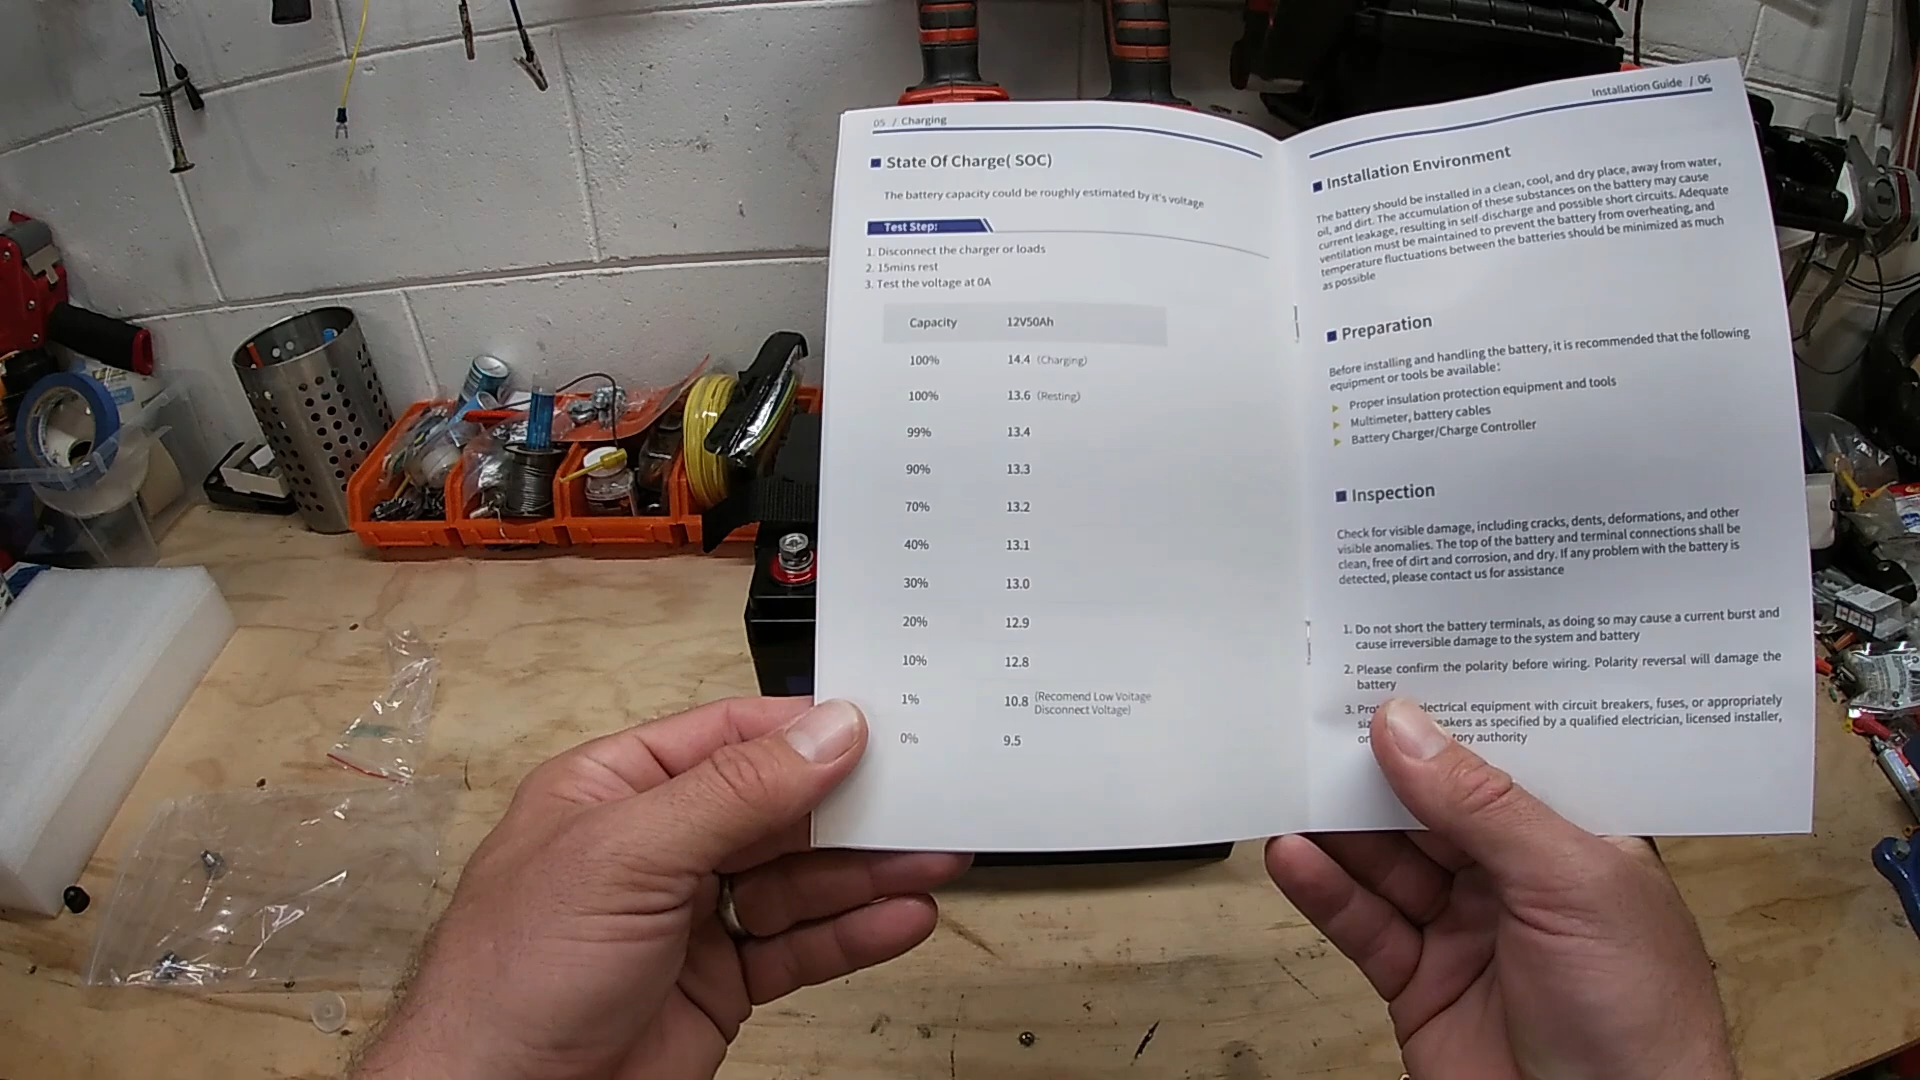 05 / Charging
State Of Charge( SOC)
The battery capacity could be roughly estimated by it's voltage
Test Step:
1. Disconnect the charger or loads
2. 15mins rest
3. Test the voltage at 0A
Capacity 12V50Ah
100% 14.4 (Charging)
100% 13.6 (Resting)
99% 13.4
90% 13.3
70% 13.2
40% 13.1
30% 13.0
20% 12.9
10% 12.8
1% 10.8 (Recomend Low Voltage
Disconnect Voltage)
0% 9.5
Installation Guide / 06
Installation Environment
The battery should be installed in a clean, cool, and dry place, away from water,
oil, and dirt. The accumulation of these substances on the battery may cause
current leakage, resulting in self-discharge and possible short circuits. Adequate
ventilation must be maintained to prevent the battery from overheating, and
temperature fluctuations between the batteries should be minimized as much
as possible
Preparation
Before installing and handling the battery, it is recommended that the following
equipment or tools be available:
Proper insulation protection equipment and tools
Multimeter, battery cables
Battery Charger/Charge Controller
Inspection
Check for visible damage, including cracks, dents, deformations, and other
visible anomalies. The top of the battery and terminal connections shall be
clean, free of dirt and corrosion, and dry. If any problem with the battery is
detected, please contact us for assistance
1. Do not short the battery terminals, as doing so may cause a current burst and
cause irreversible damage to the system and battery
2. Please confirm the polarity before wiring. Polarity reversal will damage the
battery
3. equipment with circuit breakers, fuses, or appropriately
as specified by a qualified electrician, licensed installer,
or authority